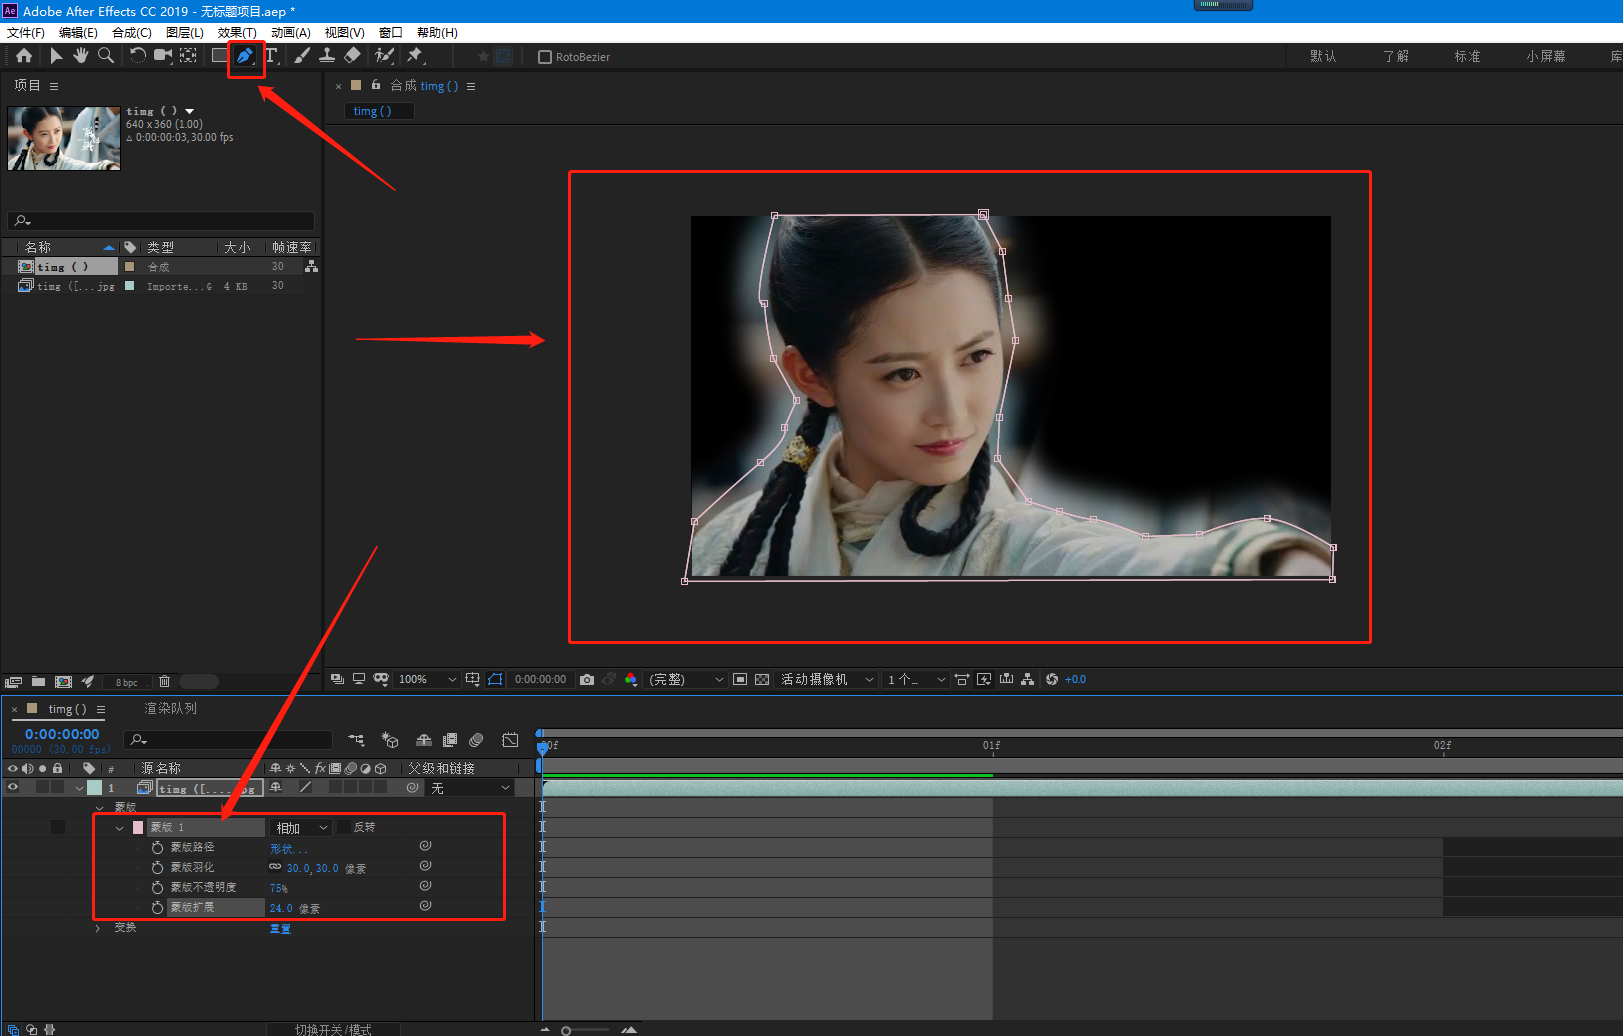 Ae Adobe After Effects CC 2019 - 无标题项目.aep *
文件(F) 编辑(E) 合成(C) 图层(L) 效果(T) 动画(A) 视图(V) 窗口 帮助(H)
RotoBezier 默认 了解 标准 小屏幕 库
项目
合成 timg ( )
timg ( )
timg ( )
640 x 360 (1.00)
△ 0:00:00:03, 30.00 fps
名称 类型 大小 帧速率
timg ( ) 合成 30
timg ([...jpg Importe...G 4 KB 30
8 bpc
100% 0:00:00:00 (完整) 活动摄像机 1 个... +0.0
timg ( ) 渲染队列
0:00:00:00
00000 (30.00 fps)
00f 01f 02f
# 源名称 fx 父级和链接
1 timg ([... 无
蒙版
蒙版 1 相加 反转
蒙版路径 形状...
蒙版羽化 30.0, 30.0 像素
蒙版不透明度 75%
蒙版扩展 24.0 像素
变换 重置
切换开关/模式